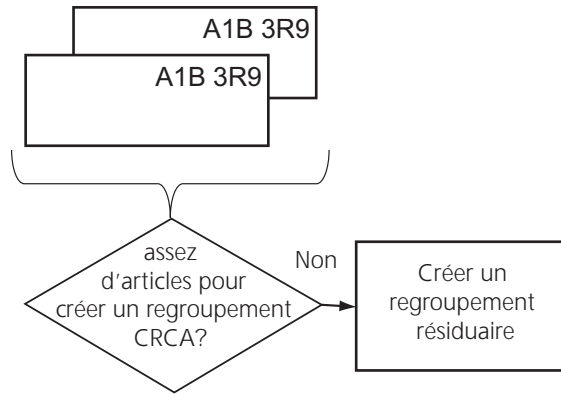 A1B 3R9
A1B 3R9
assez
d'articles pour
créer un regroupement
CRCA?
Non
Créer un
regroupement
résiduaire